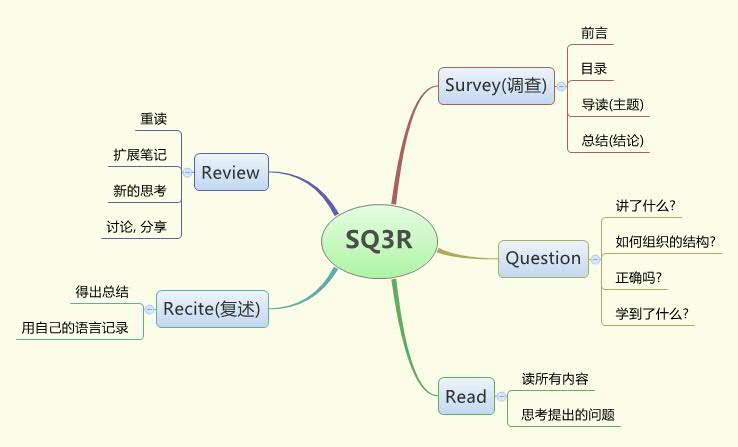 SQ3R
Survey(调查)
前言
目录
导读(主题)
总结(结论)
Question
讲了什么?
如何组织的结构?
正确吗?
学到了什么?
Read
读所有内容
思考提出的问题
Recite(复述)
得出总结
用自己的语言记录
Review
重读
扩展笔记
新的思考
讨论, 分享